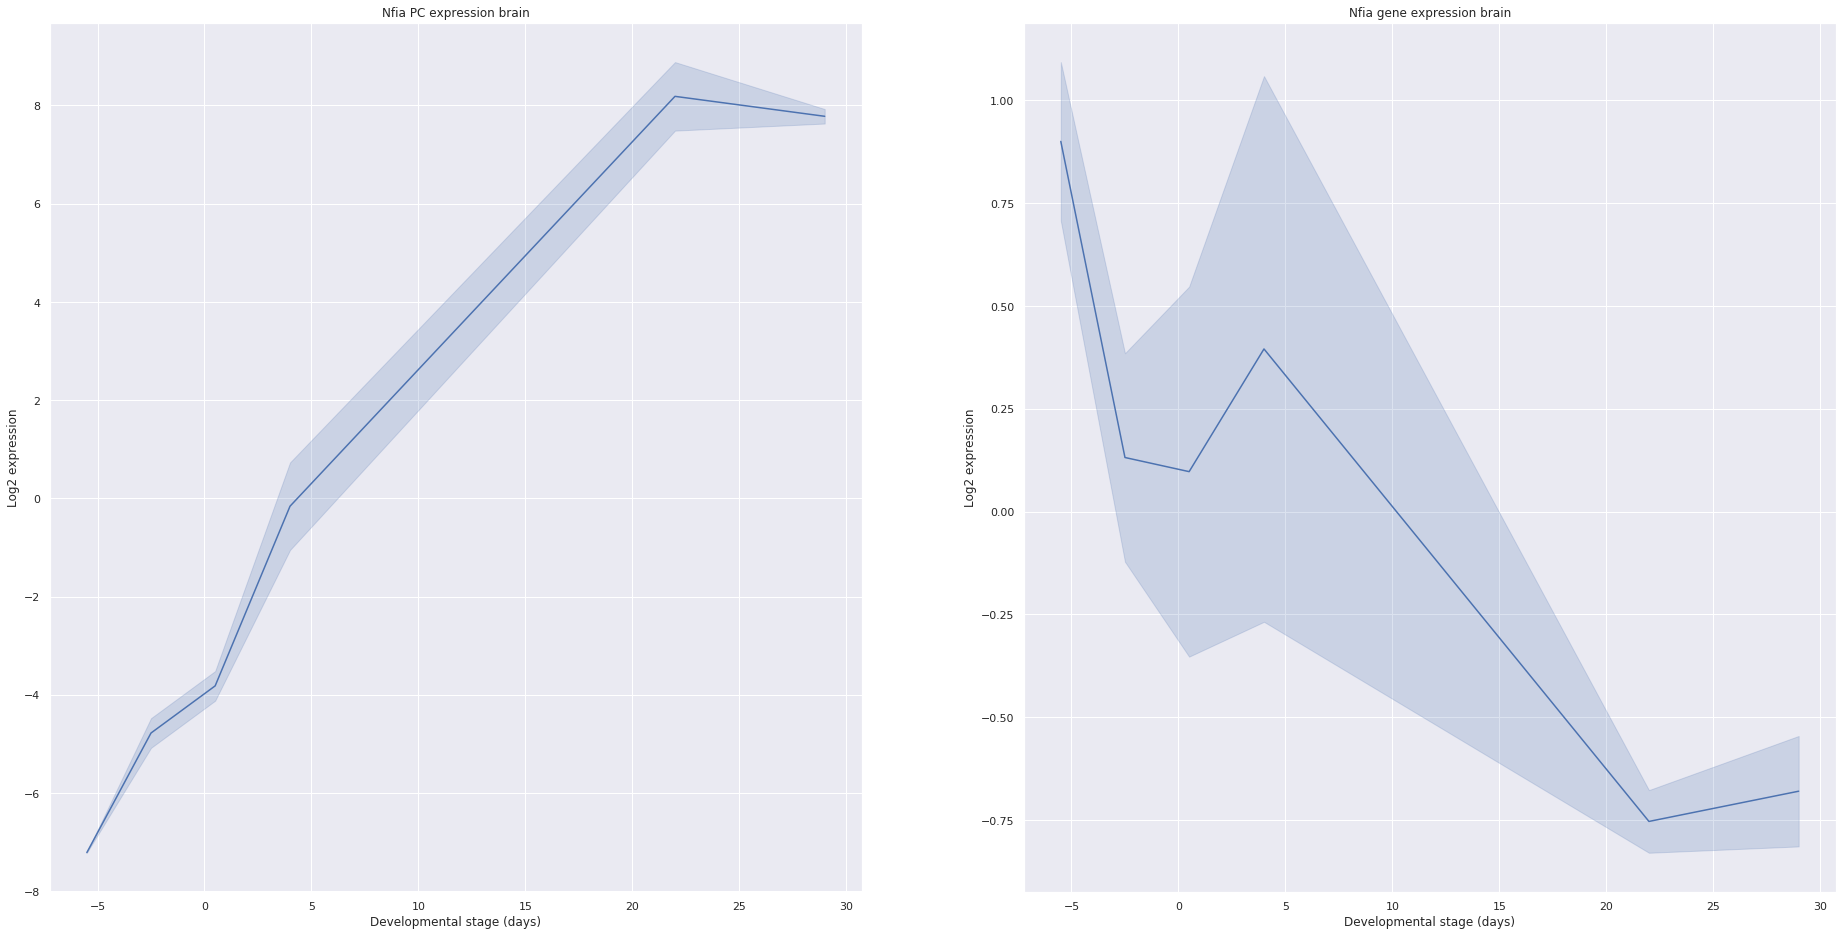 Nfia PC expression brain
Log2 expression
8
6
4
2
0
−2
−4
−6
−8
−5 0 5 10 15 20 25 30
Developmental stage (days)
Nfia gene expression brain
Log2 expression
1.00
0.75
0.50
0.25
0.00
−0.25
−0.50
−0.75
−5 0 5 10 15 20 25 30
Developmental stage (days)